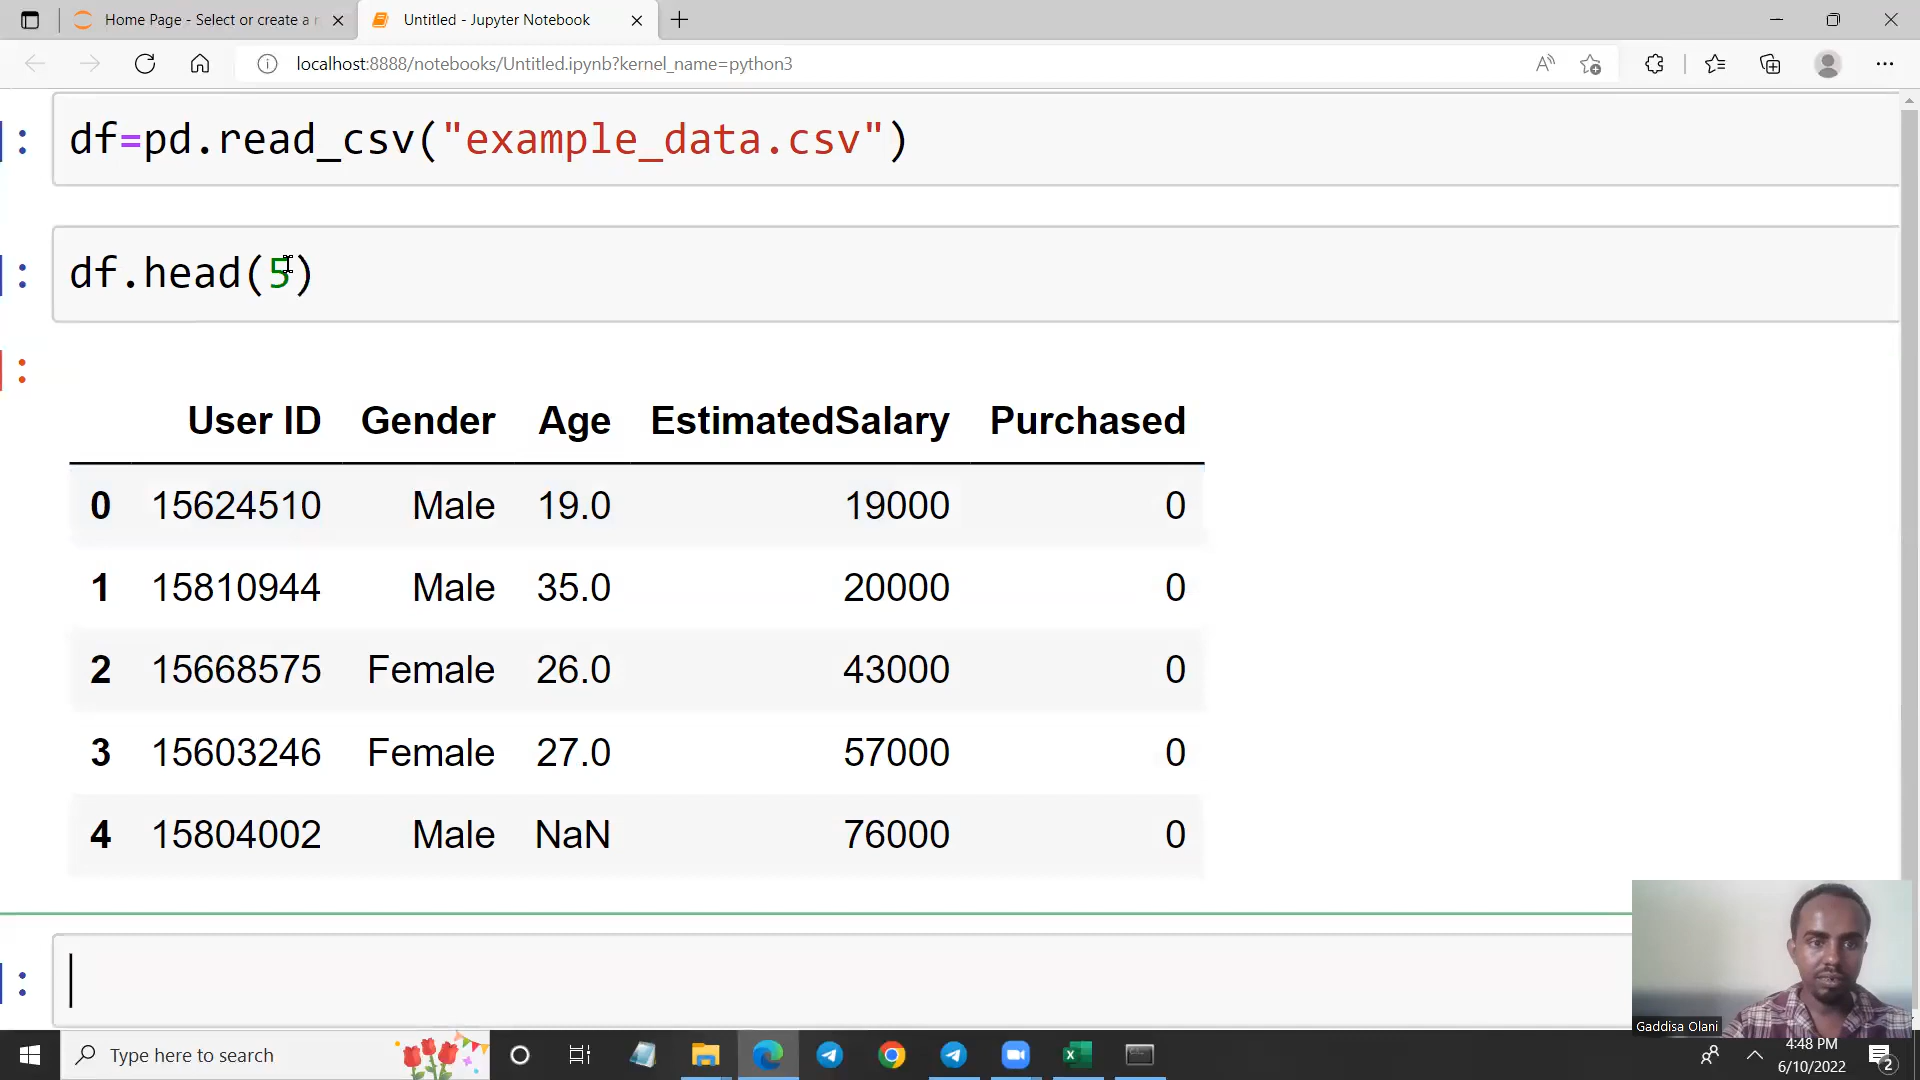 Home Page - Select or create a n
Untitled - Jupyter Notebook
localhost:8888/notebooks/Untitled.ipynb?kernel_name=python3
]: df=pd.read_csv("example_data.csv")
]: df.head(5)
]:
User ID Gender Age EstimatedSalary Purchased
0 15624510 Male 19.0 19000 0
1 15810944 Male 35.0 20000 0
2 15668575 Female 26.0 43000 0
3 15603246 Female 27.0 57000 0
4 15804002 Male NaN 76000 0
]:
Gaddisa Olani
Type here to search
4:48 PM
6/10/2022
2